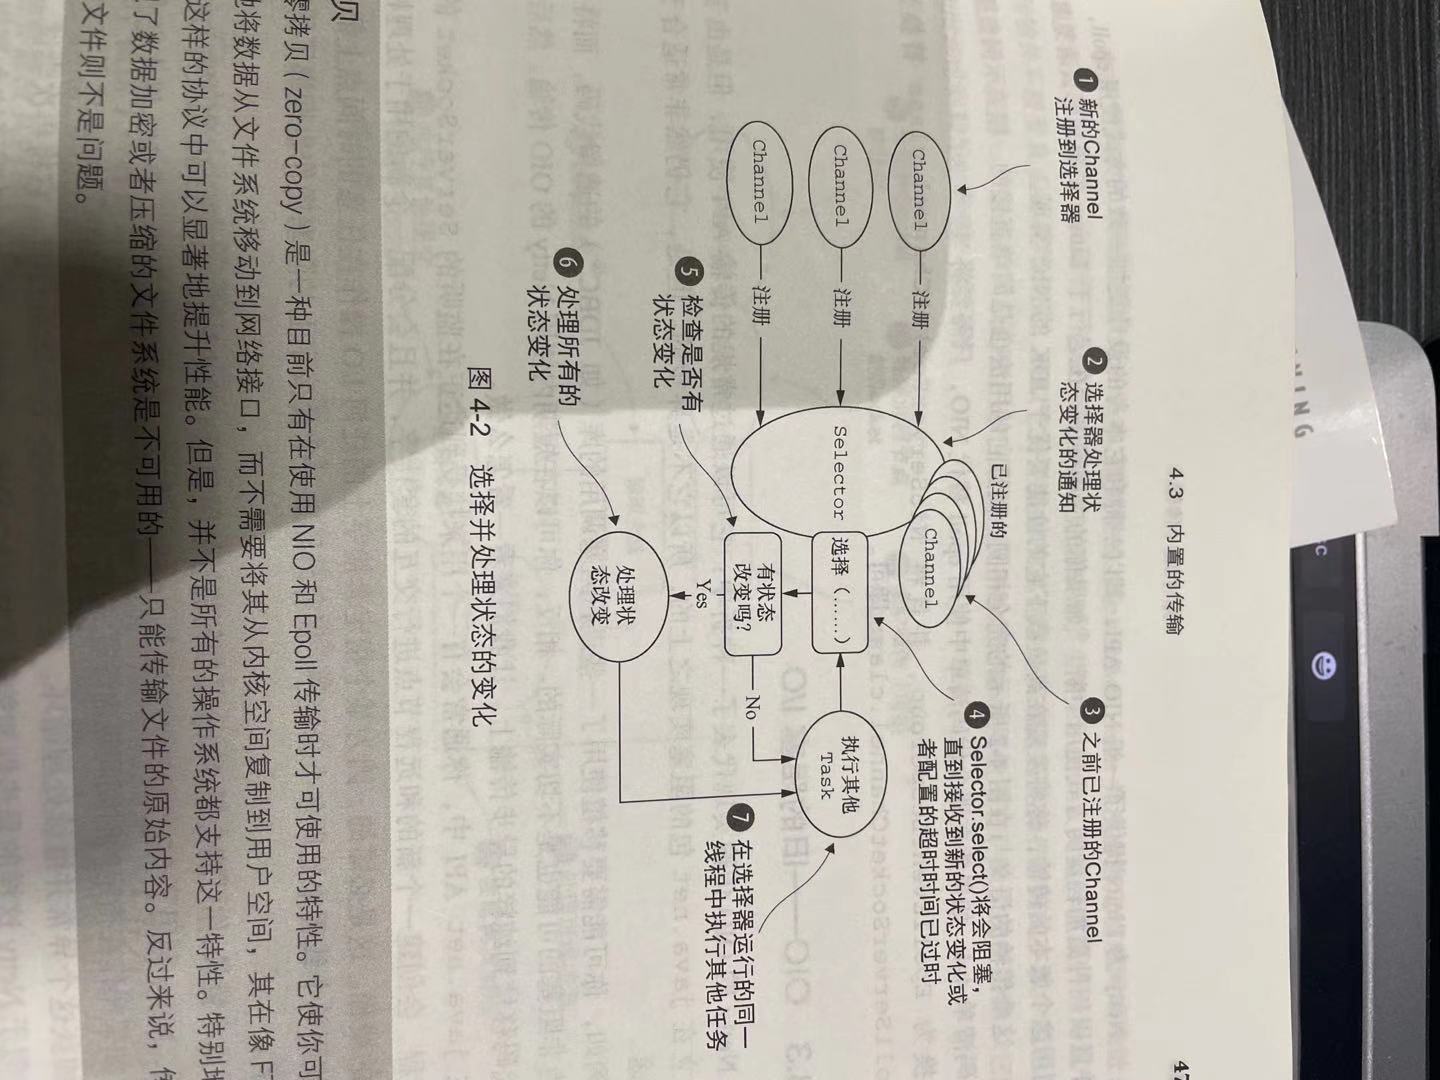 4.3 内置的传输
47
❶ 新的Channel
注册到选择器
❷ 选择器处理状
态变化的通知
❸ 之前已注册的Channel
已注册的
Channel
❹ Selector.select()将会阻塞，
直到接收到新的状态变化或
者配置的超时时间已过时
Channel
注册
Channel
注册
Channel
注册
Selector
选择（……）
执行其他
Task
❺ 检查是否有
状态变化
有状态
改变吗?
No
Yes
❼ 在选择器运行的同一
线程中执行其他任务
❻ 处理所有的
状态变化
处理状
态改变
图 4-2 选择并处理状态的变化
贝
零拷贝（zero-copy）是一种目前只有在使用 NIO 和 Epoll 传输时才可使用的特性。它使你可
地将数据从文件系统移动到网络接口，而不需要将其从内核空间复制到用户空间，其在像 F
这样的协议中可以显著地提升性能。但是，并不是所有的操作系统都支持这一特性。特别地
了数据加密或者压缩的文件系统是不可用的——只能传输文件的原始内容。反过来说，
文件则不是问题。
NING